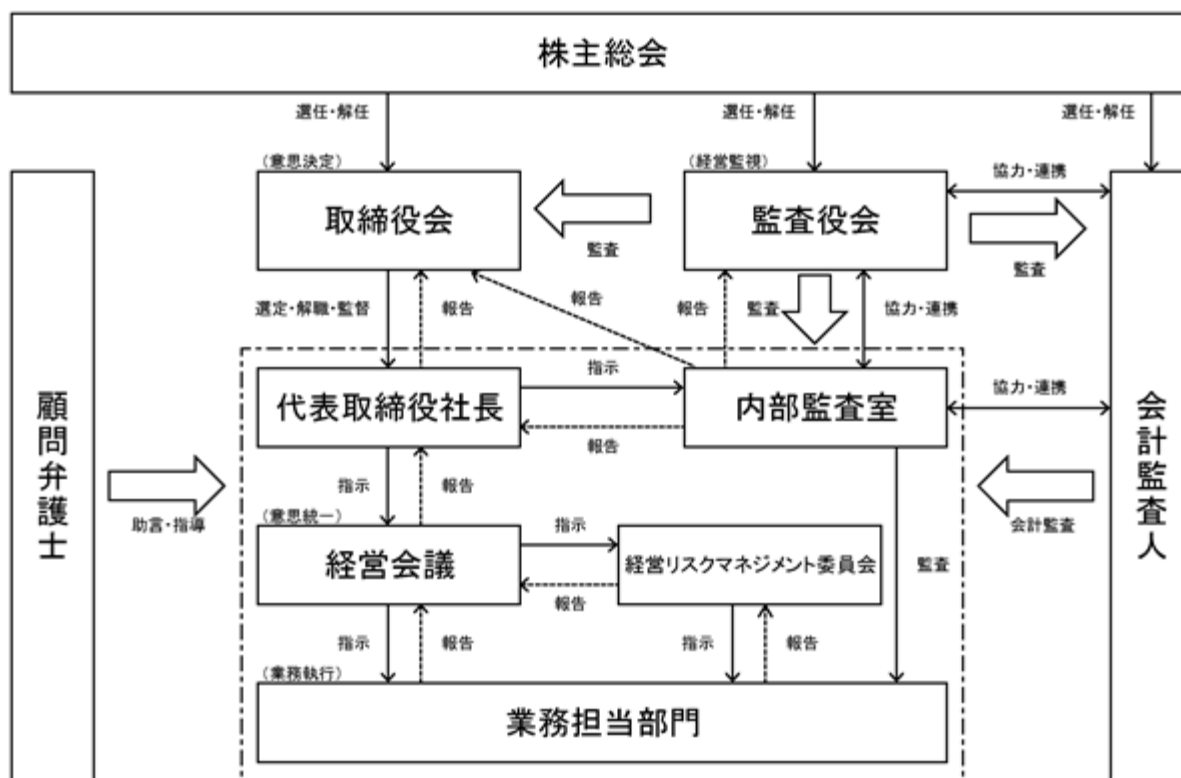 株主総会
選任・解任
選任・解任
選任・解任
(意思決定)
(経営監視)
取締役会
監査役会
協力・連携
監査
監査
選定・解職・監督
報告
報告
報告
監査
協力・連携
顧問弁護士
会計監査人
代表取締役社長
指示
内部監査室
協力・連携
報告
指示
報告
助言・指導
会計監査
(意思統一)
経営会議
指示
経営リスクマネジメント委員会
監査
報告
指示
報告
指示
報告
(業務執行)
業務担当部門